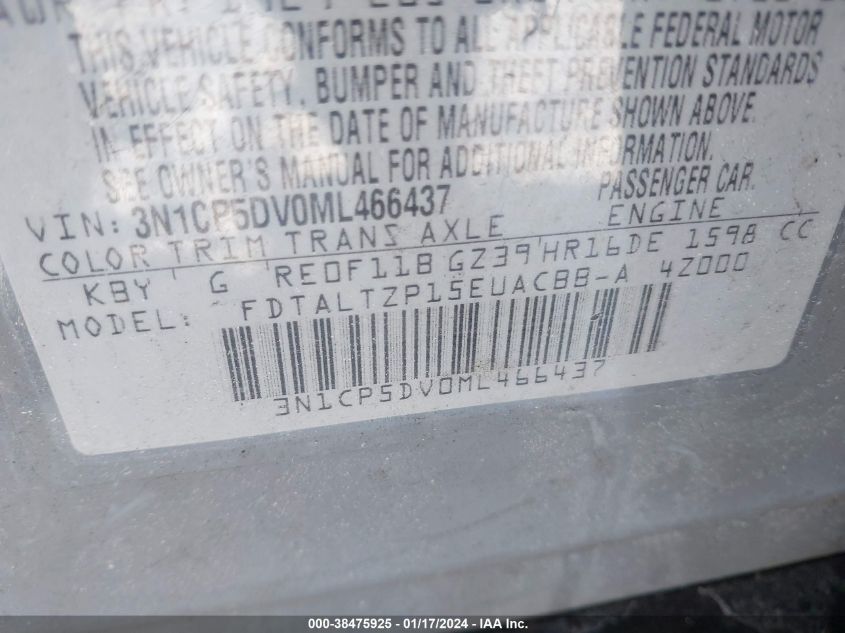 THIS VEHICLE CONFORMS TO ALL APPLICABLE FEDERAL MOTOR
VEHICLE SAFETY, BUMPER AND THEFT PREVENTION STANDARDS
IN EFFECT ON THE DATE OF MANUFACTURE SHOWN ABOVE.
SEE OWNER'S MANUAL FOR ADDITIONAL INFORMATION.
VIN: 3N1CP5DV0ML466437 PASSENGER CAR.
COLOR TRIM TRANS AXLE ENGINE
KBY G RE0F11B GZ39 HR16DE 1598 CC
MODEL: FDTALTZP15EUACBB-A 4Z000
3N1CP5DV0ML466437
000-38475925 - 01/17/2024 - IAA Inc.